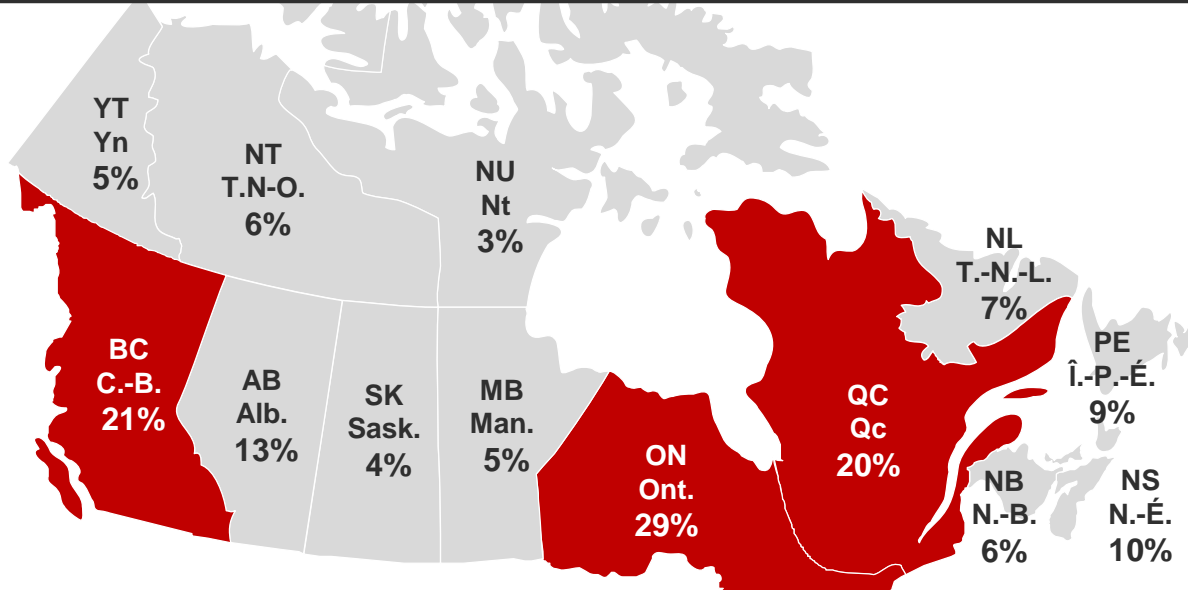 YT
Yn
5%
NT
T.N-O.
6%
NU
Nt
3%
NL
T.-N.-L.
7%
BC
C.-B.
21%
AB
Alb.
13%
SK
Sask.
4%
MB
Man.
5%
ON
Ont.
29%
QC
Qc
20%
PE
Î.-P.-É.
9%
NB
N.-B.
6%
NS
N.-É.
10%